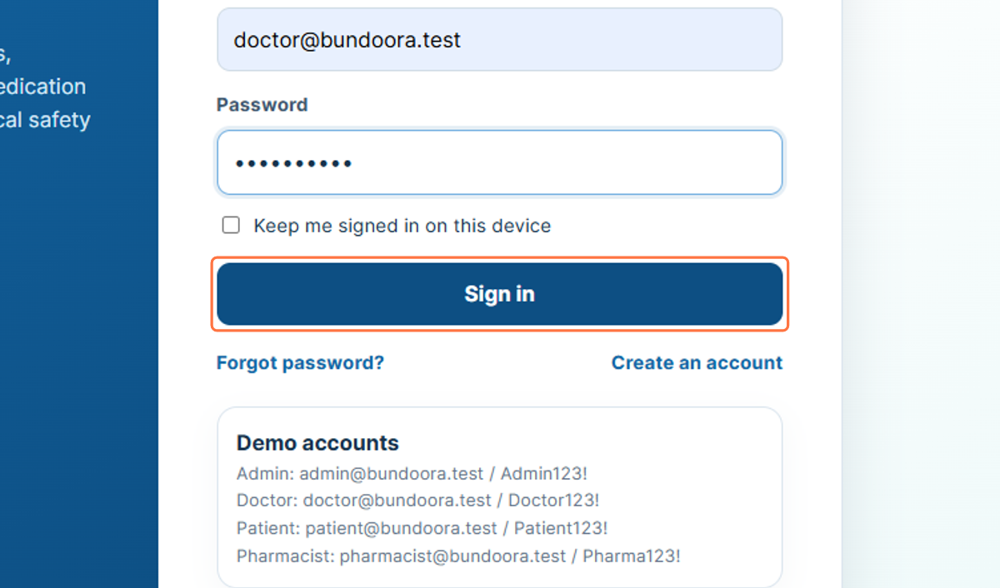 doctor@bundoora.test
s,
edication
cal safety
Password
••••••••••
Keep me signed in on this device
Sign in
Forgot password? Create an account
Demo accounts
Admin: admin@bundoora.test / Admin123!
Doctor: doctor@bundoora.test / Doctor123!
Patient: patient@bundoora.test / Patient123!
Pharmacist: pharmacist@bundoora.test / Pharma123!